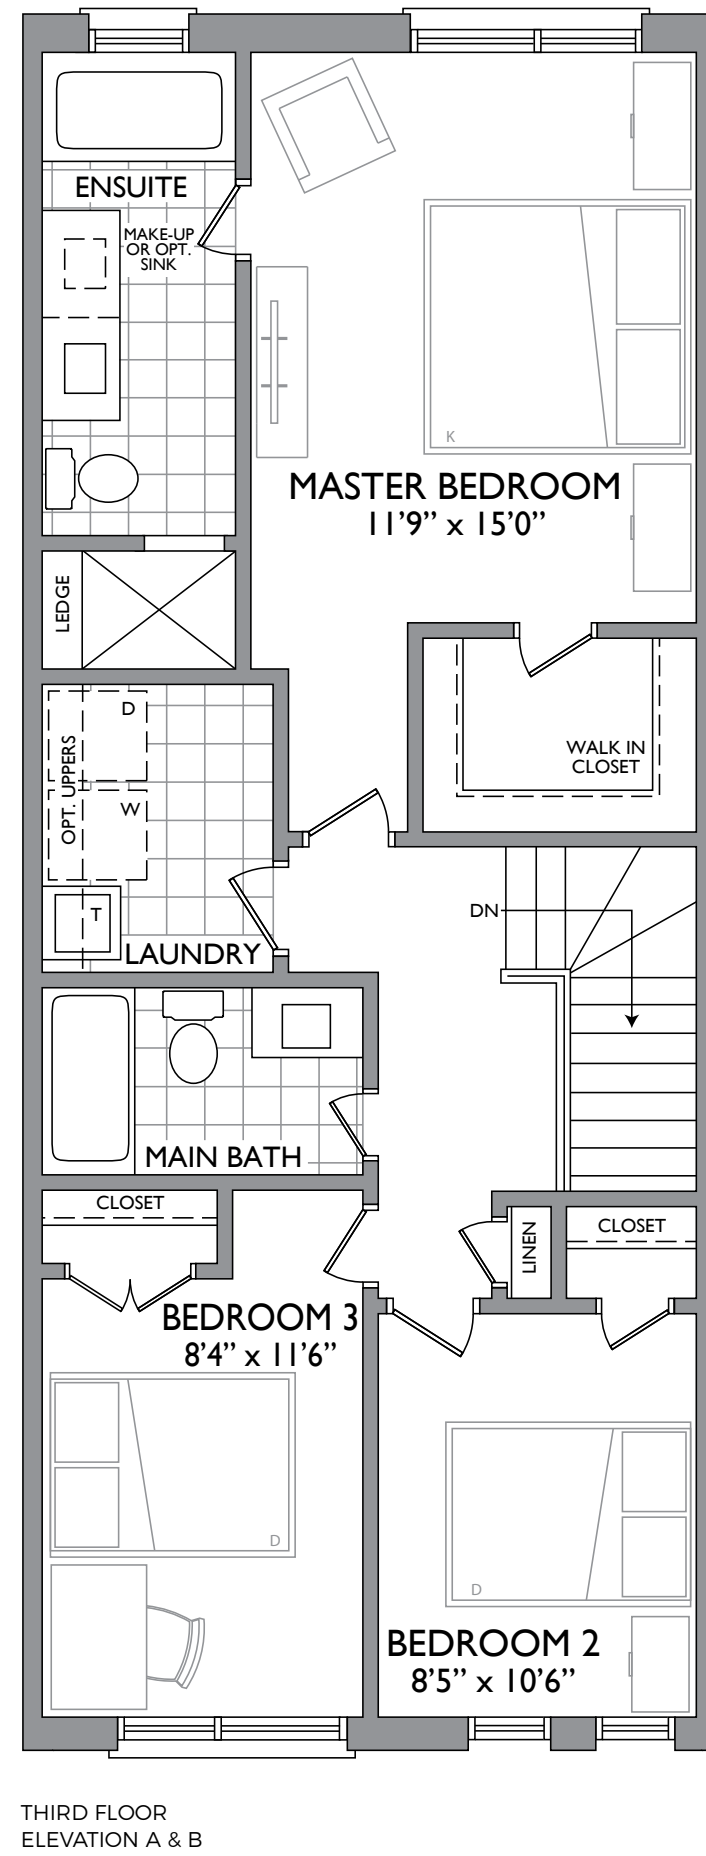 ENSUITE
MAKE-UP
OR OPT.
SINK
K
MASTER BEDROOM
11’9” x 15’0”
LEDGE
D
OPT. UPPERS
W
T
LAUNDRY
WALK IN
CLOSET
DN
MAIN BATH
CLOSET
LINEN
CLOSET
BEDROOM 3
8’4” x 11’6”
D
D
BEDROOM 2
8’5” x 10’6”
THIRD FLOOR
ELEVATION A & B